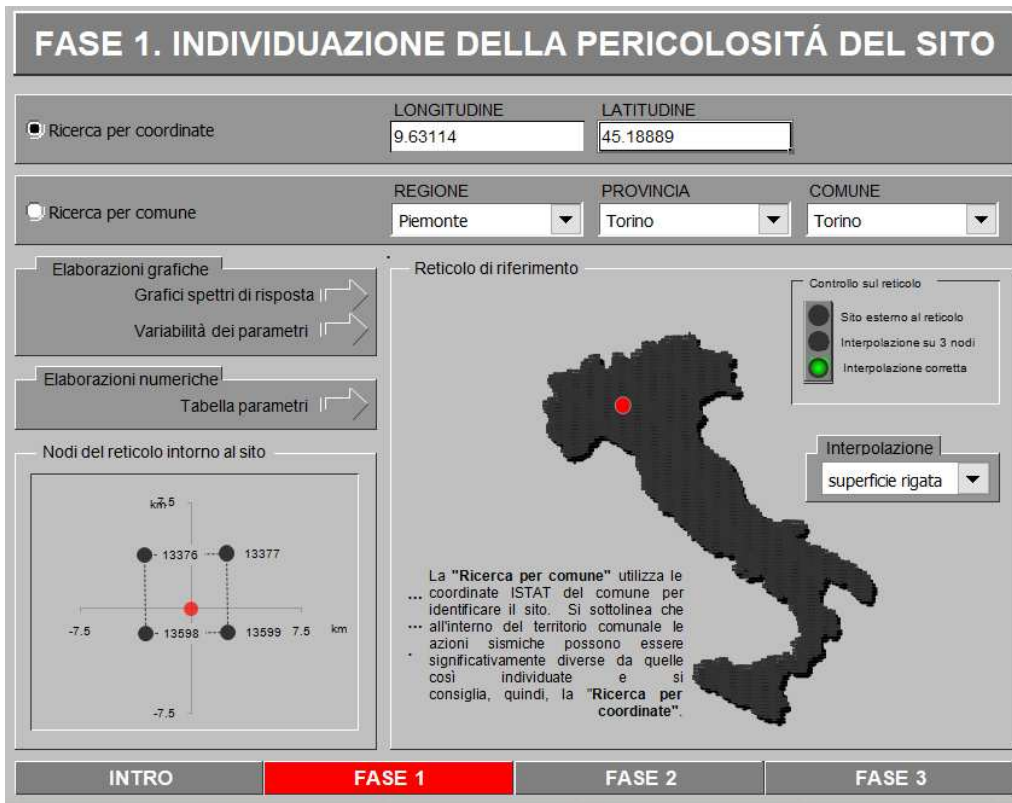 FASE 1. INDIVIDUAZIONE DELLA PERICOLOSITÁ DEL SITO
LONGITUDINE LATITUDINE
Ricerca per coordinate 9.63114 45.18889
REGIONE PROVINCIA COMUNE
Ricerca per comune Piemonte Torino Torino
Elaborazioni grafiche
Grafici spettri di risposta
Variabilità dei parametri
Elaborazioni numeriche
Tabella parametri
Nodi del reticolo intorno al sito
km 7.5
13376 13377
-7.5 13598 13599 7.5 km
-7.5
Reticolo di riferimento
Controllo sul reticolo
Sito esterno al reticolo
Interpolazione su 3 nodi
Interpolazione corretta
Interpolazione
superficie rigata
La "Ricerca per comune" utilizza le
... coordinate ISTAT del comune per
identificare il sito. Si sottolinea che
... all'interno del territorio comunale le
azioni sismiche possono essere
. significativamente diverse da quelle
così individuate e si
consiglia, quindi, la "Ricerca per
coordinate".
INTRO FASE 1 FASE 2 FASE 3